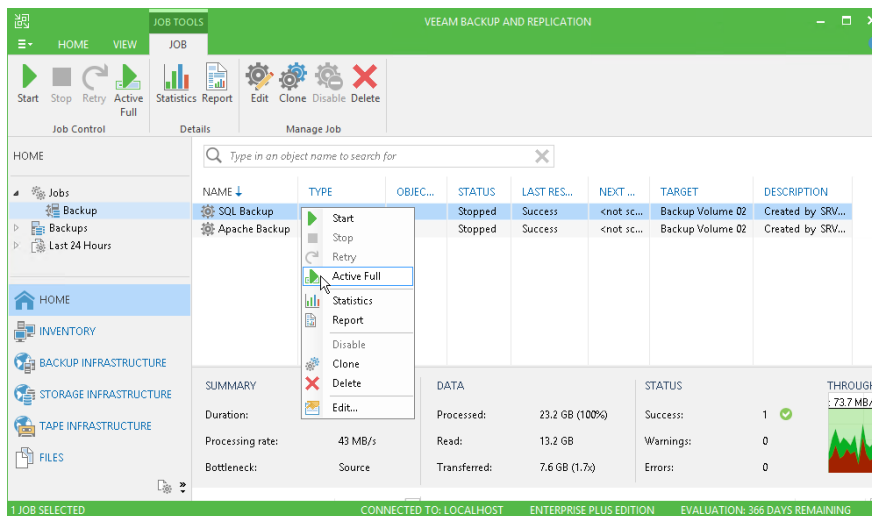 JOB TOOLS
VEEAM BACKUP AND REPLICATION
HOME VIEW JOB
Start Stop Retry Active Full Statistics Report Edit Clone Disable Delete
Job Control Details Manage Job
HOME
Type in an object name to search for
Jobs
Backup
Backups
Last 24 Hours
NAME TYPE OBJEC... STATUS LAST RES... NEXT ... TARGET DESCRIPTION
SQL Backup Stopped Success <not sc... Backup Volume 02 Created by SRV...
Apache Backup Stopped Success <not sc... Backup Volume 02 Created by SRV...
Start
Stop
Retry
Active Full
Statistics
Report
Disable
Clone
Delete
Edit...
HOME
INVENTORY
BACKUP INFRASTRUCTURE
STORAGE INFRASTRUCTURE
TAPE INFRASTRUCTURE
FILES
SUMMARY DATA STATUS THROUGH
Duration: Processed: 23.2 GB (100%) Success: 1 : 73.7 MB/
Processing rate: 43 MB/s Read: 13.2 GB Warnings: 0
Bottleneck: Source Transferred: 7.6 GB (1.7x) Errors: 0
1 JOB SELECTED CONNECTED TO: LOCALHOST ENTERPRISE PLUS EDITION EVALUATION: 366 DAYS REMAINING